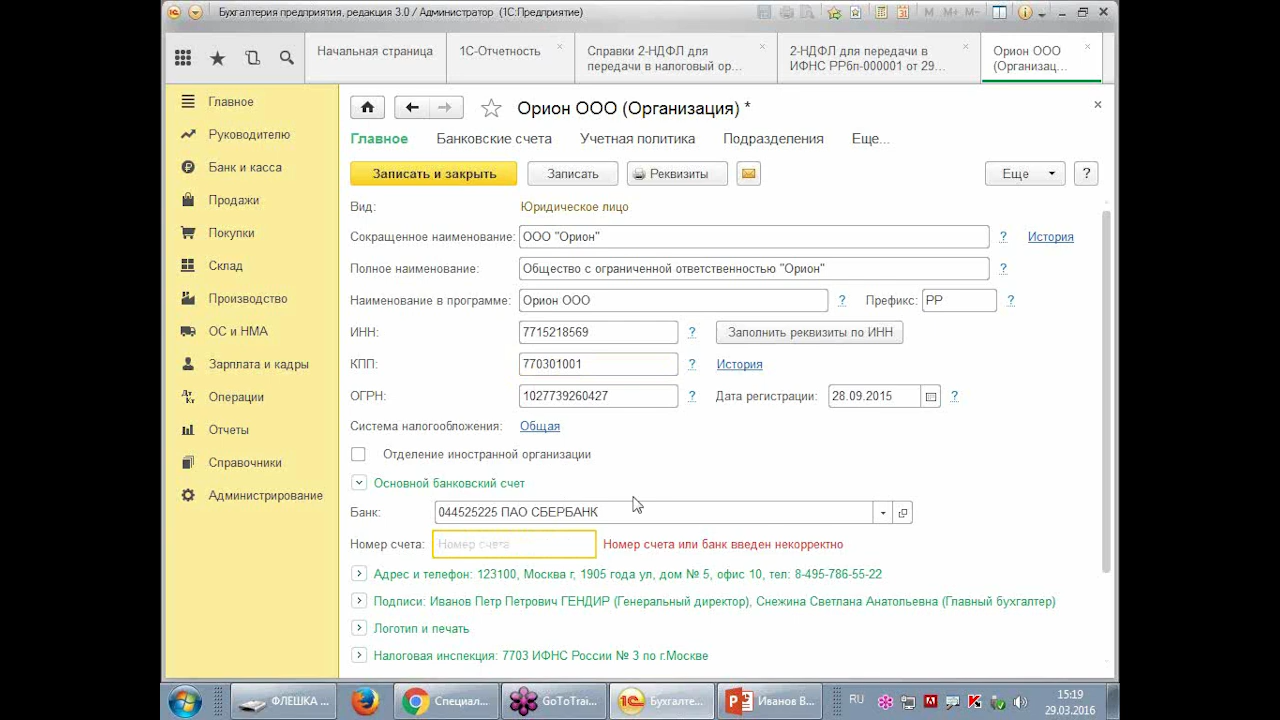 Бухгалтерия предприятия, редакция 3.0 / Администратор (1С:Предприятие)
M M+ M-
Начальная страница
1С-Отчетность
Справки 2-НДФЛ для передачи в налоговый ор...
2-НДФЛ для передачи в ИФНС РРбп-000001 от 29...
Орион ООО (Организац...
Главное
Руководителю
Банк и касса
Продажи
Покупки
Склад
Производство
ОС и НМА
Зарплата и кадры
Операции
Отчеты
Справочники
Администрирование
Орион ООО (Организация) *
Главное Банковские счета Учетная политика Подразделения Еще...
Записать и закрыть Записать Реквизиты Еще ?
Вид: Юридическое лицо
Сокращенное наименование: ООО "Орион" ? История
Полное наименование: Общество с ограниченной ответственностью "Орион" ?
Наименование в программе: Орион ООО ? Префикс: РР ?
ИНН: 7715218569 ? Заполнить реквизиты по ИНН
КПП: 770301001 ? История
ОГРН: 1027739260427 ? Дата регистрации: 28.09.2015 ?
Система налогообложения: Общая
Отделение иностранной организации
Основной банковский счет
Банк: 044525225 ПАО СБЕРБАНК
Номер счета: Номер счета Номер счета или банк введен некорректно
Адрес и телефон: 123100, Москва г, 1905 года ул, дом № 5, офис 10, тел: 8-495-786-55-22
Подписи: Иванов Петр Петрович ГЕНДИР (Генеральный директор), Снежина Светлана Анатольевна (Главный бухгалтер)
Логотип и печать
Налоговая инспекция: 7703 ИФНС России № 3 по г.Москве
ФЛЕШКА ... Специал... GoToTrai... Бухгалте... Иванов В... RU 15:19
29.03.2016